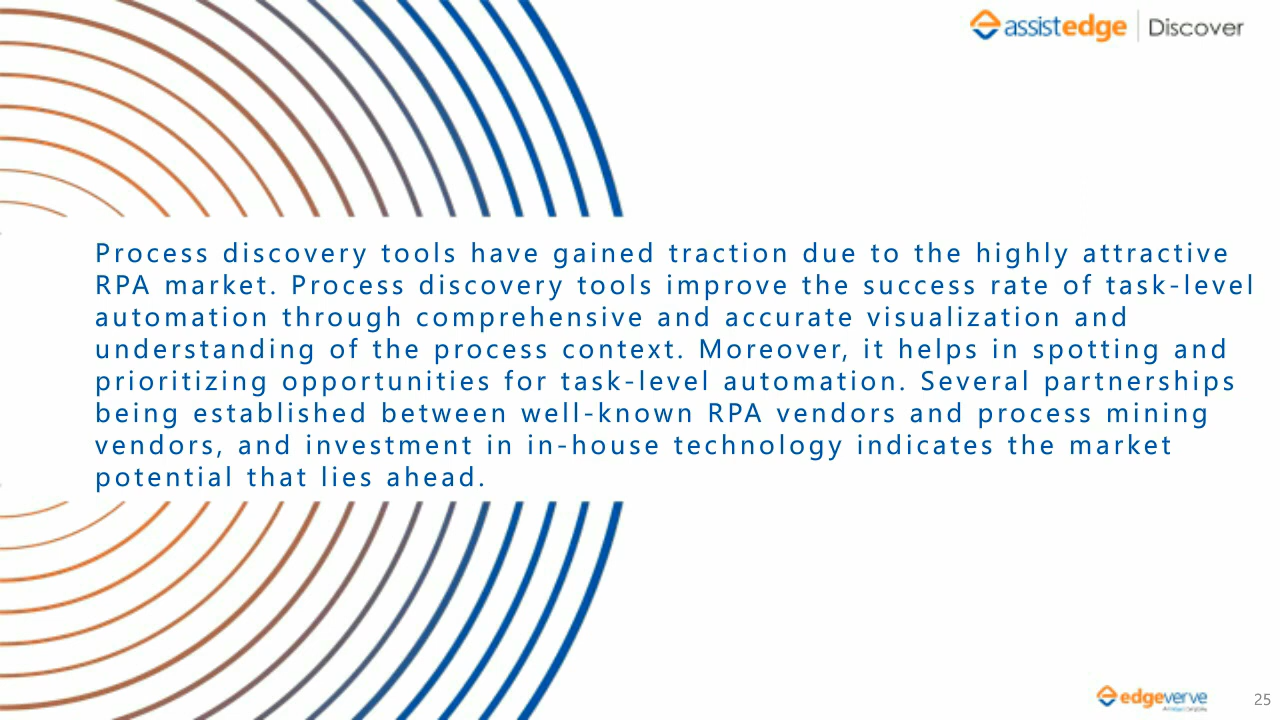 assistedge | Discover
Process discovery tools have gained traction due to the highly attractive
RPA market. Process discovery tools improve the success rate of task-level
automation through comprehensive and accurate visualization and
understanding of the process context. Moreover, it helps in spotting and
prioritizing opportunities for task-level automation. Several partnerships
being established between well-known RPA vendors and process mining
vendors, and investment in in-house technology indicates the market
potential that lies ahead.
edgeverve
25